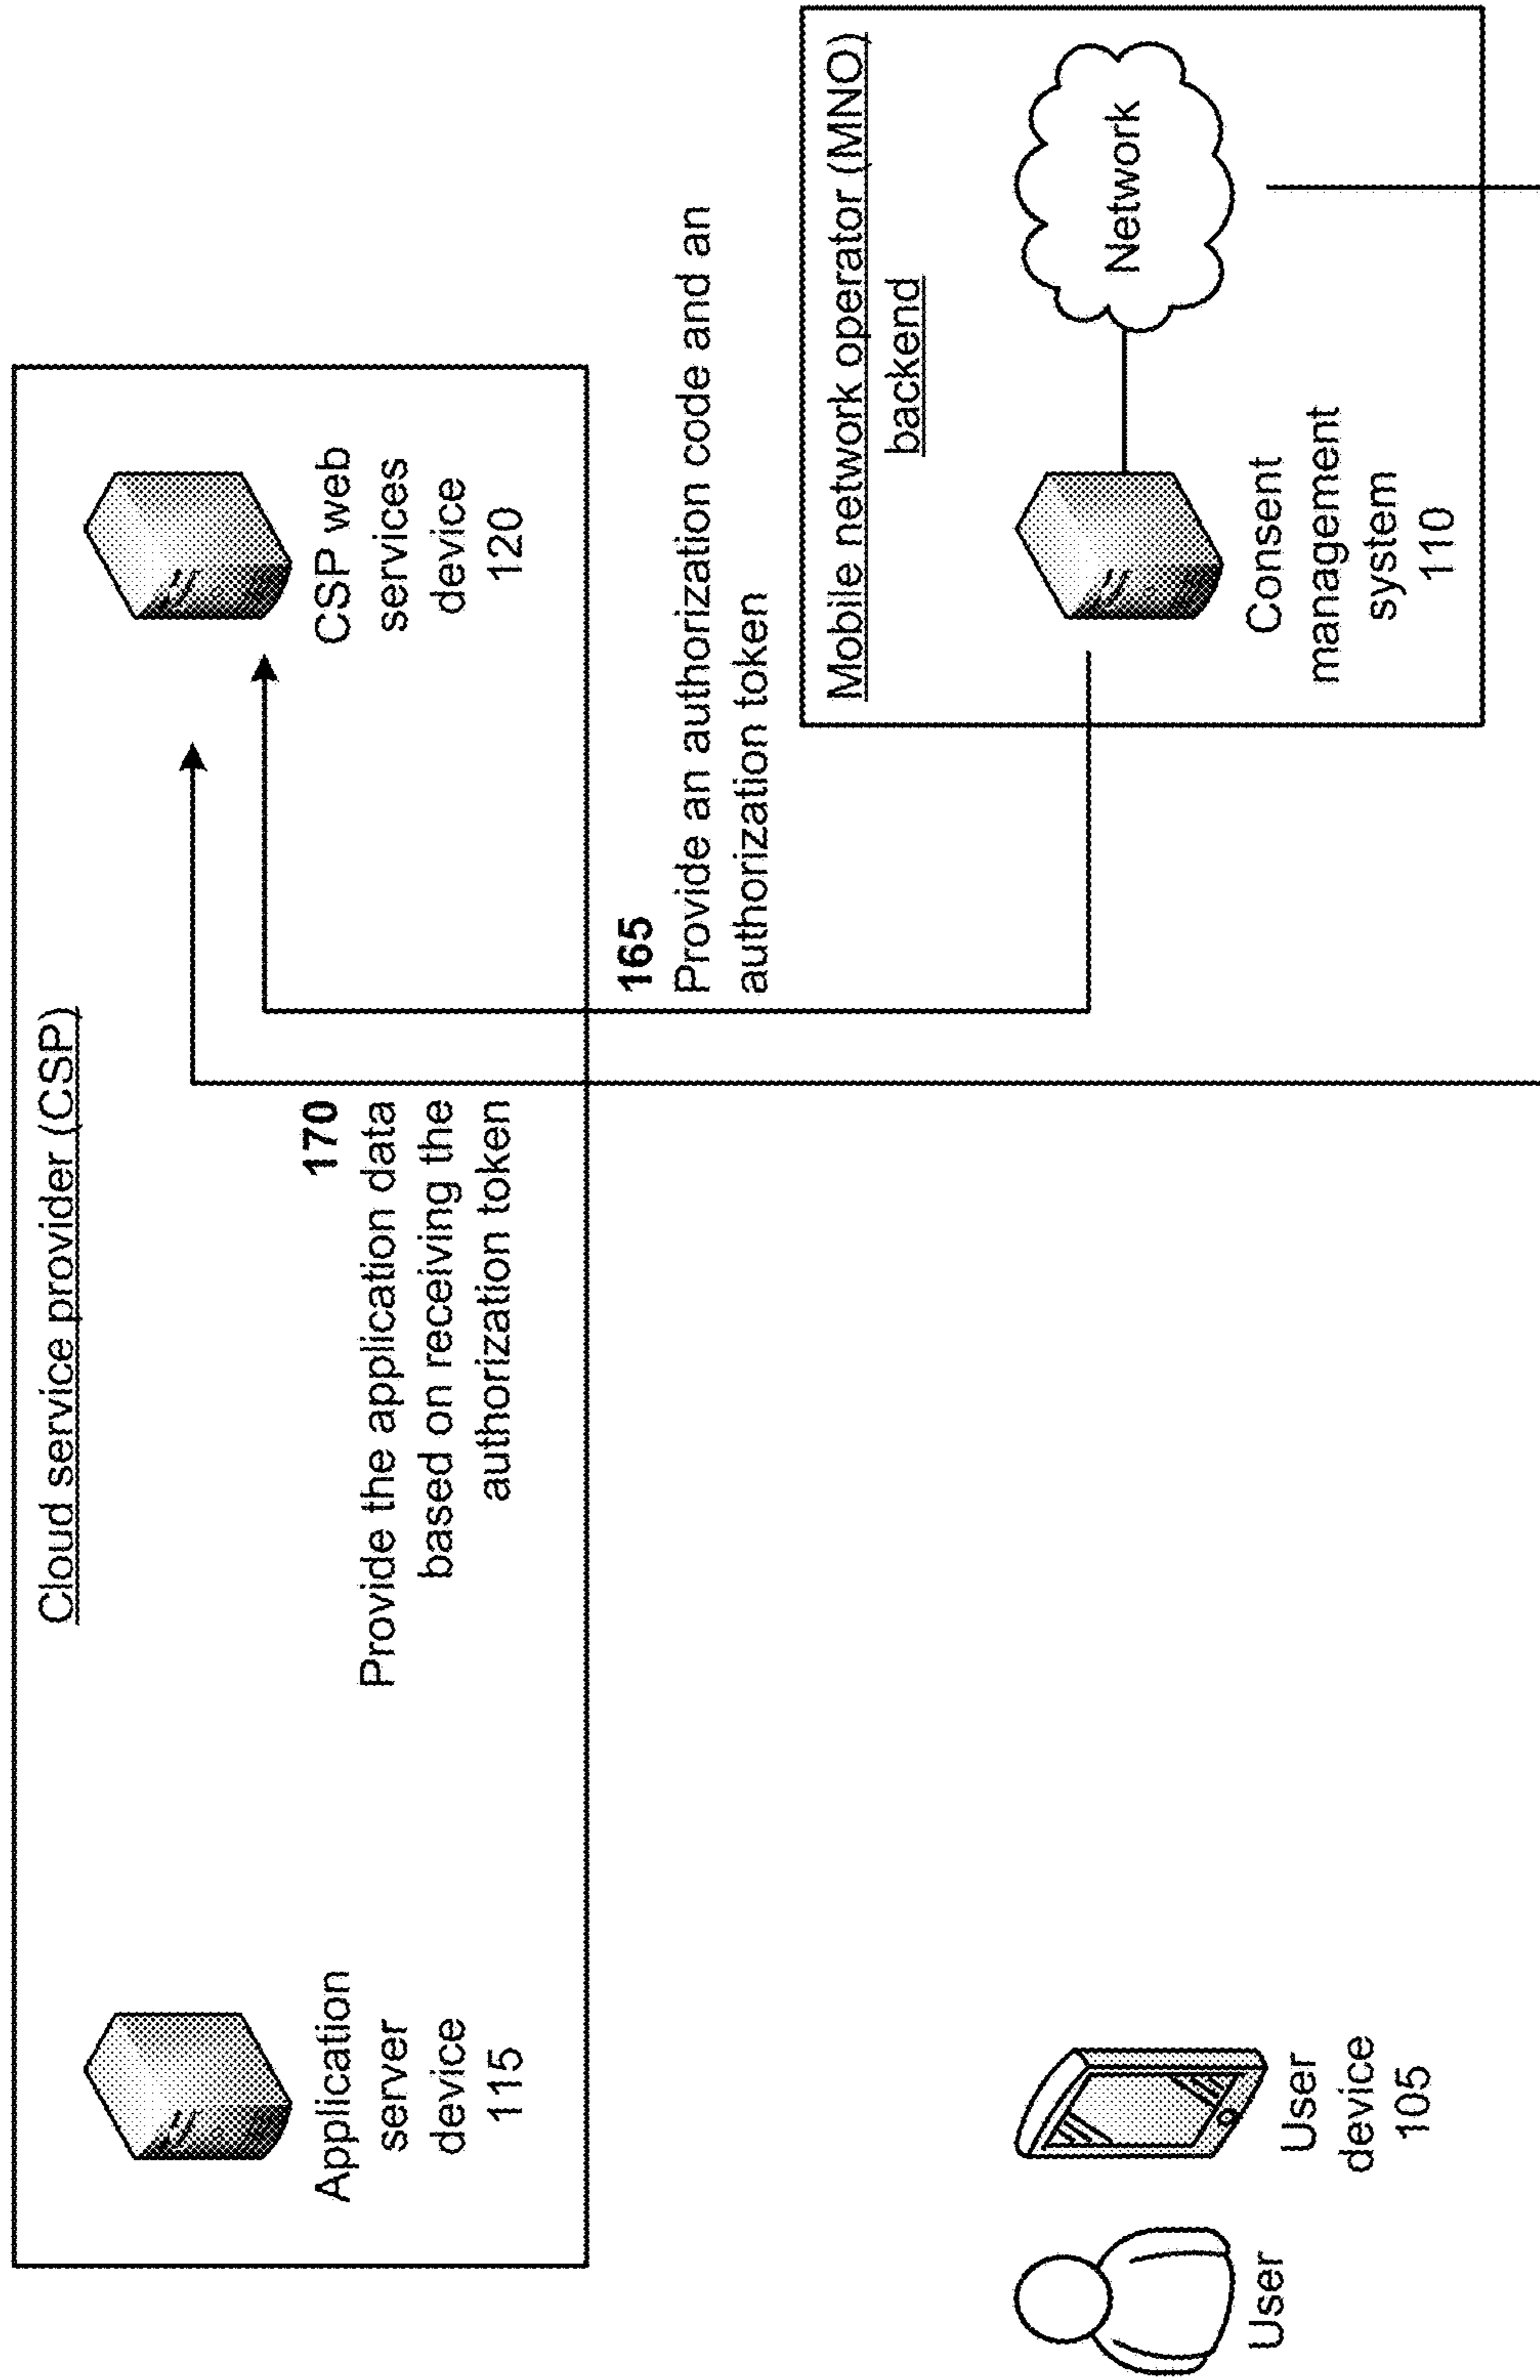 Cloud service provider (CSP)
Application
server
device
115
170
Provide the application data
based on receiving the
authorization token
CSP web
services
device
120
165
Provide an authorization code and an
authorization token
Mobile network operator (MNO)
backend
Network
Consent
management
system
110
User
User
device
105